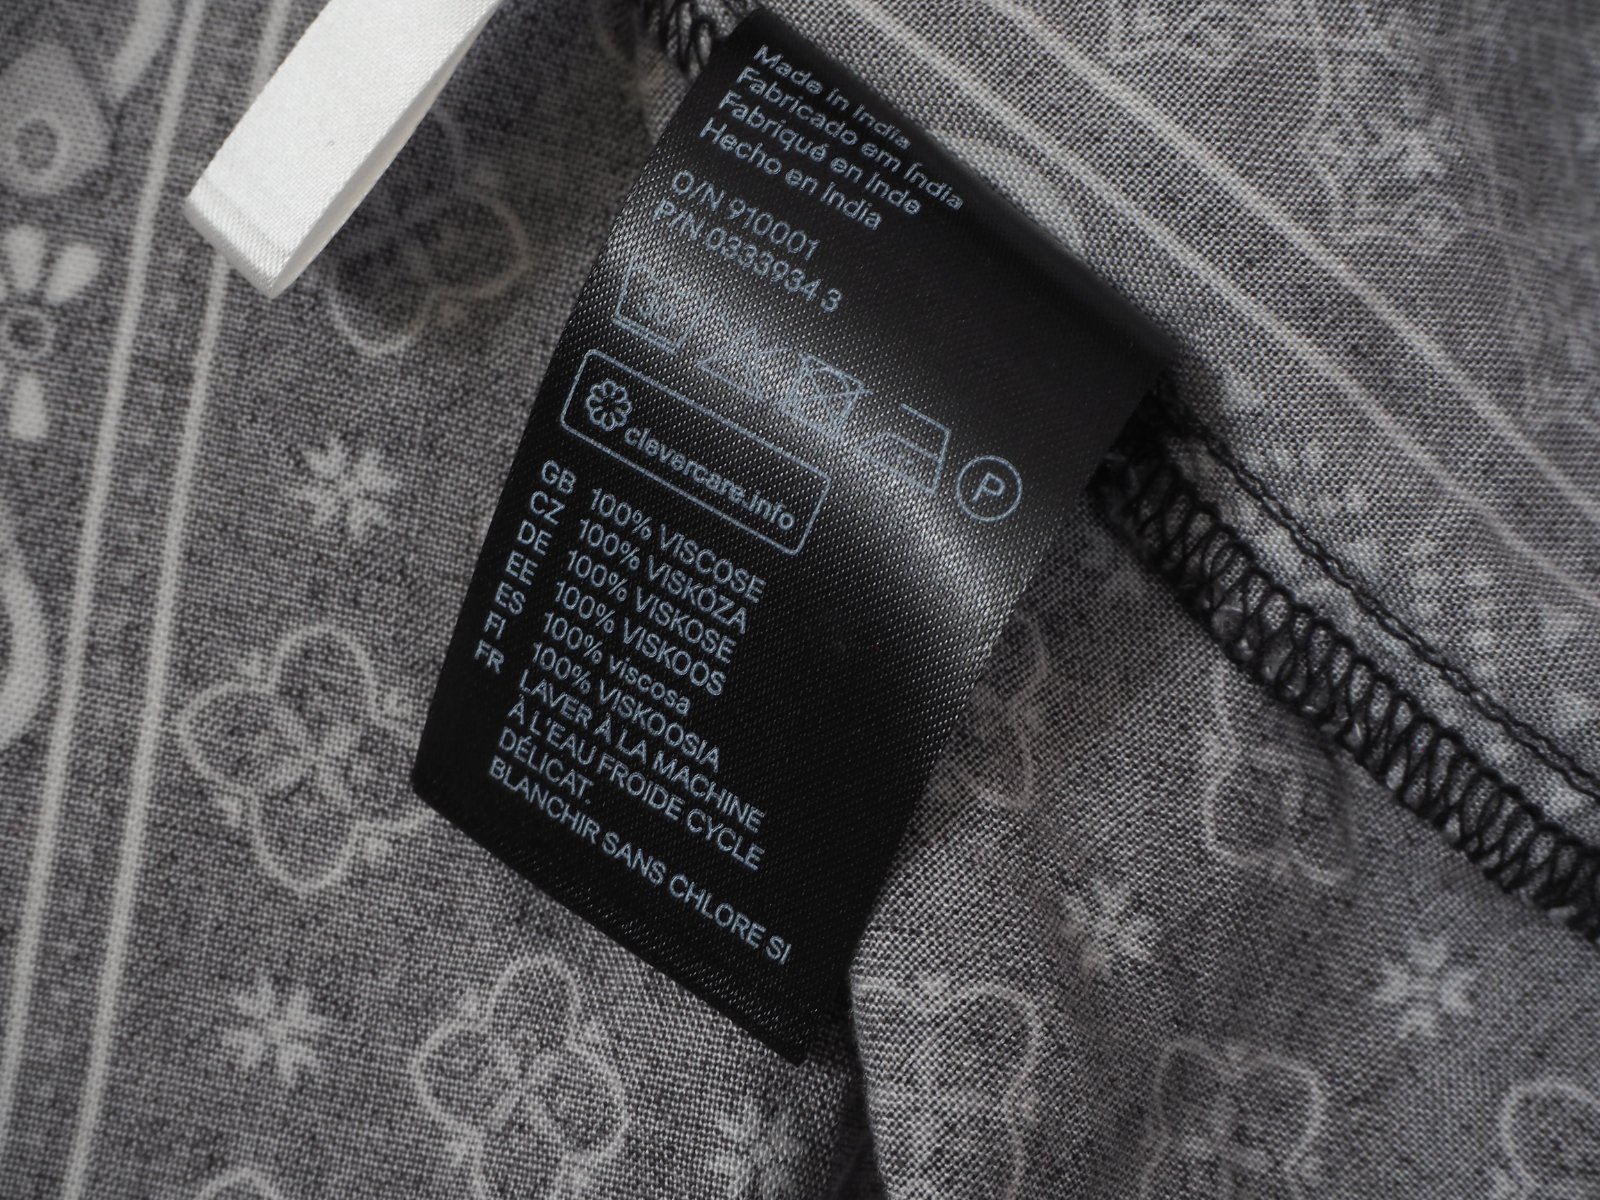 Made in India
Fabricado em Índia
Fabriqué en Inde
Hecho en India
O/N 910001
P/N 0333934 3
30
P
clevercare.info
GB 100% VISCOSE
CZ 100% VISKÓZA
DE 100% VISKOSE
EE 100% VISKOOS
ES 100% viscosa
FI 100% VISKOOSIA
FR LAVER À LA MACHINE
À L'EAU FROIDE CYCLE
DÉLICAT.
BLANCHIR SANS CHLORE SI